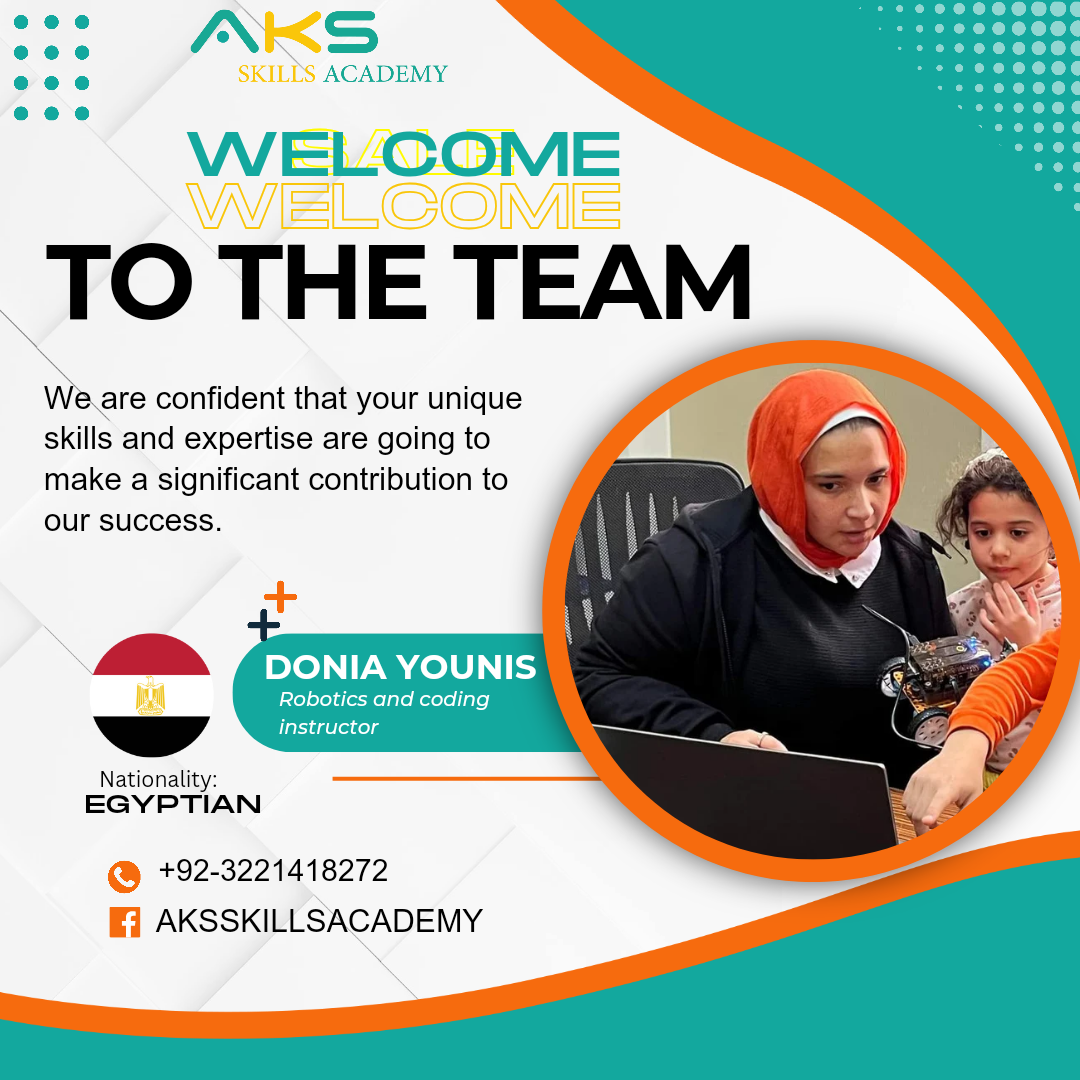 AKS
SKILLS ACADEMY
SALE
WELCOME
WELCOME
TO THE TEAM
We are confident that your unique
skills and expertise are going to
make a significant contribution to
our success.
DONIA YOUNIS
Robotics and coding
instructor
Nationality:
EGYPTIAN
+92-3221418272
AKSSKILLSACADEMY